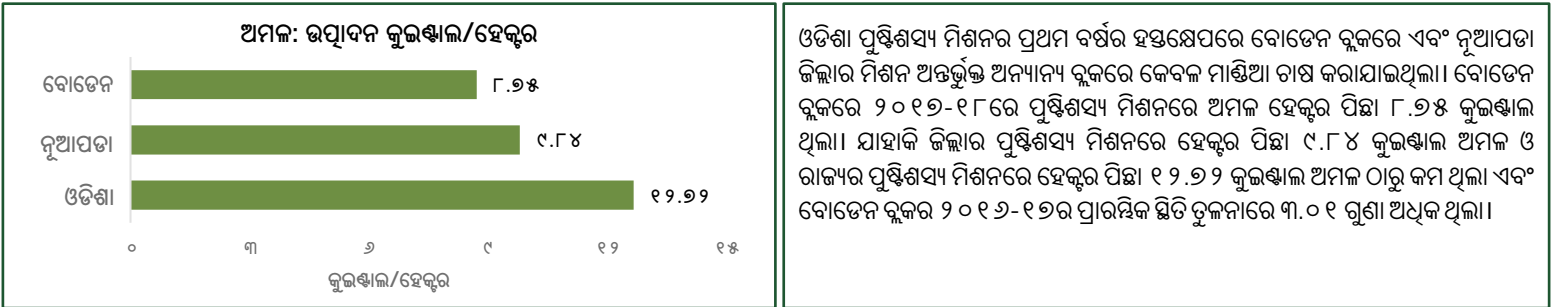 ଅମଳ: ଉତ୍ପାଦନ କୁଇଣ୍ଟାଲ/ହେକ୍ଟର
ବୋଡେନ
୮.୭୫
ନୂଆପଡା
୯.୮୪
ଓଡିଶା
୧୨.୭୨
୦ ୩ ୬ ୯ ୧୨ ୧୫
କୁଇଣ୍ଟାଲ/ହେକ୍ଟର
ଓଡିଶା ପୁଷ୍ଟିଶସ୍ୟ ମିଶନର ପ୍ରଥମ ବର୍ଷର ହସ୍ତକ୍ଷେପରେ ବୋଡେନ ବ୍ଲକରେ ଏବଂ ନୂଆପଡା
ଜିଲ୍ଲାର ମିଶନ ଅନ୍ତର୍ଭୁକ୍ତ ଅନ୍ୟାନ୍ୟ ବ୍ଲକରେ କେବଳ ମାଣ୍ଡିଆ ଚାଷ କରାଯାଇଥିଲା। ବୋଡେନ
ବ୍ଲକରେ ୨୦୧୭-୧୮ରେ ପୁଷ୍ଟିଶସ୍ୟ ମିଶନରେ ଅମଳ ହେକ୍ଟର ପିଛା ୮.୭୫ କୁଇଣ୍ଟାଲ
ଥିଲା। ଯାହାକି ଜିଲ୍ଲାର ପୁଷ୍ଟିଶସ୍ୟ ମିଶନରେ ହେକ୍ଟର ପିଛା ୯.୮୪ କୁଇଣ୍ଟାଲ ଅମଳ ଓ
ରାଜ୍ୟର ପୁଷ୍ଟିଶସ୍ୟ ମିଶନରେ ହେକ୍ଟର ପିଛା ୧୨.୭୨ କୁଇଣ୍ଟାଲ ଅମଳ ଠାରୁ କମ ଥିଲା ଏବଂ
ବୋଡେନ ବ୍ଲକର ୨୦୧୬-୧୭ର ପ୍ରାରମ୍ଭିକ ସ୍ଥିତି ତୁଳନାରେ ୩.୦୧ ଗୁଣା ଅଧିକ ଥିଲା।